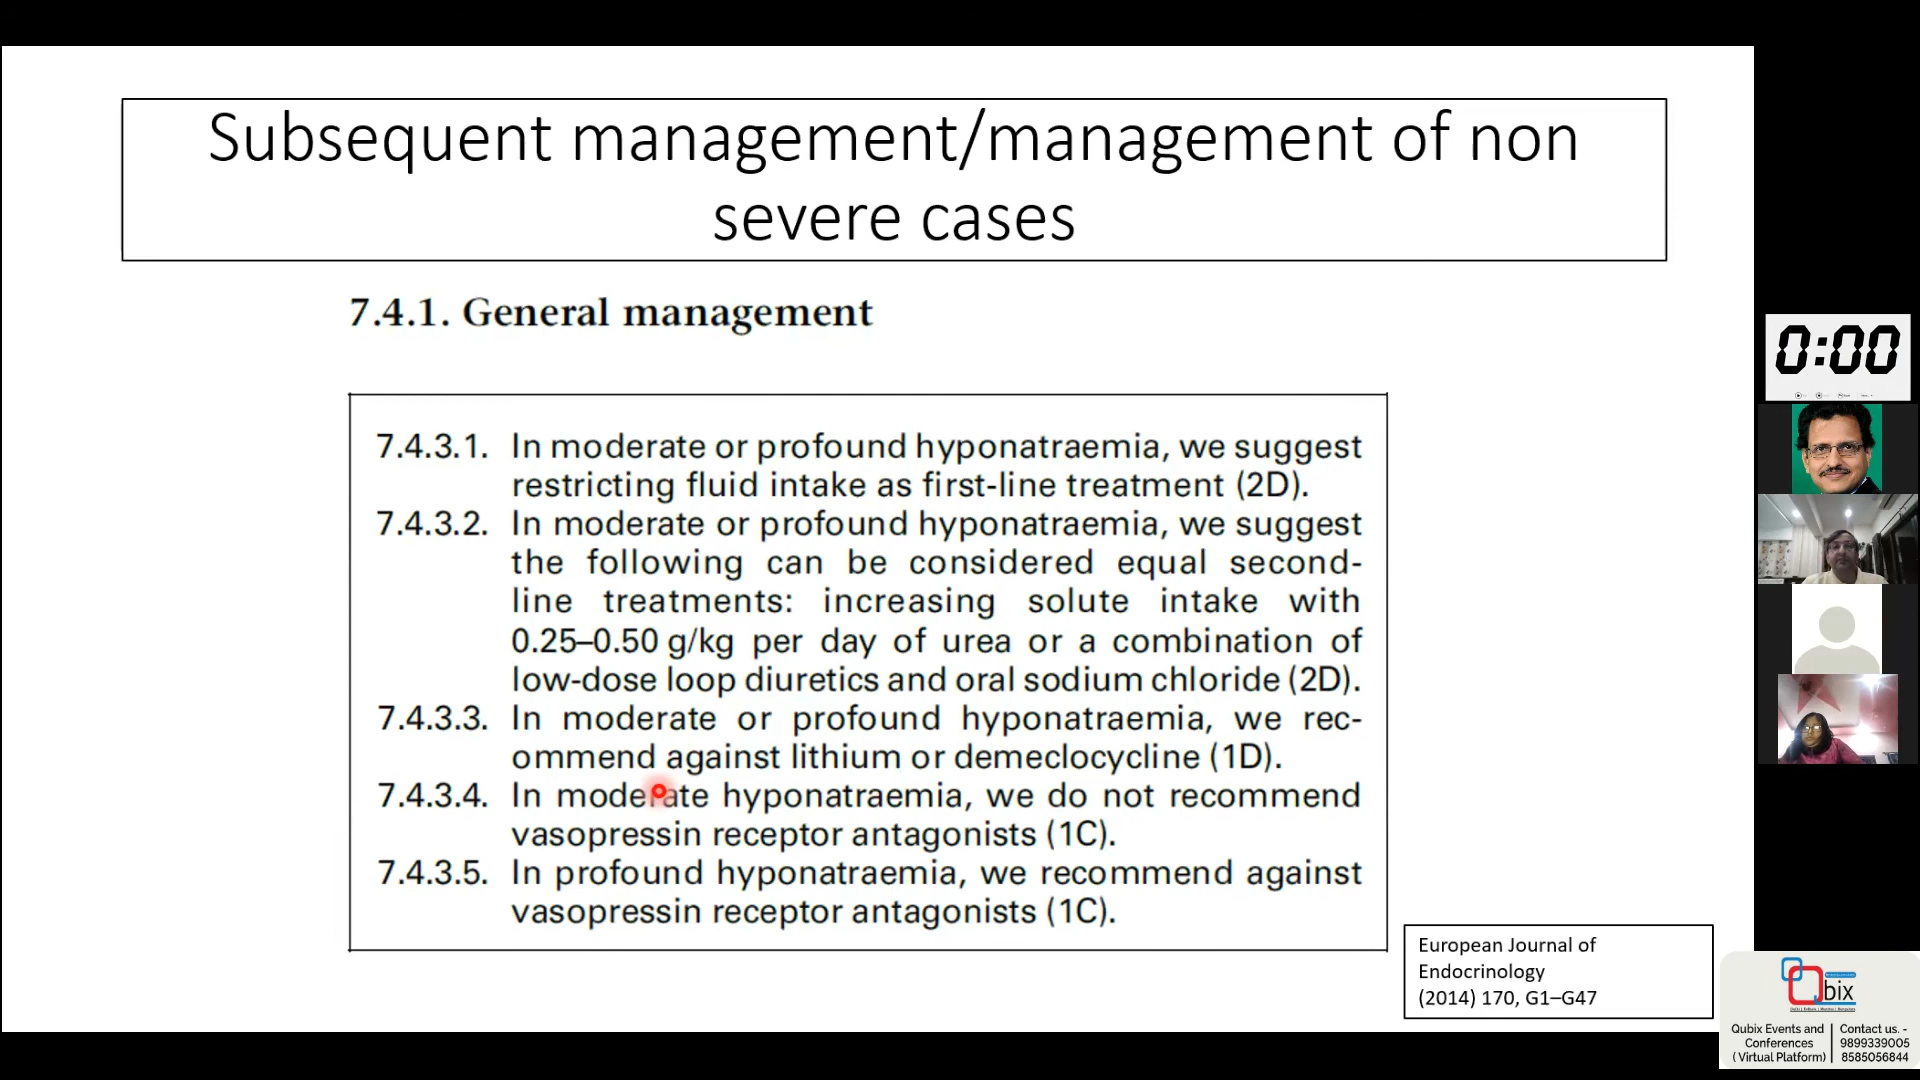 Subsequent management/management of non
severe cases
7.4.1. General management
7.4.3.1. In moderate or profound hyponatraemia, we suggest
restricting fluid intake as first-line treatment (2D).
7.4.3.2. In moderate or profound hyponatraemia, we suggest
the following can be considered equal second-
line treatments: increasing solute intake with
0.25–0.50 g/kg per day of urea or a combination of
low-dose loop diuretics and oral sodium chloride (2D).
7.4.3.3. In moderate or profound hyponatraemia, we rec-
ommend against lithium or demeclocycline (1D).
7.4.3.4. In moderate hyponatraemia, we do not recommend
vasopressin receptor antagonists (1C).
7.4.3.5. In profound hyponatraemia, we recommend against
vasopressin receptor antagonists (1C).
European Journal of
Endocrinology
(2014) 170, G1–G47
0:00
Qbix
Qubix Events and
Conferences
( Virtual Platform)
Contact us. -
9899339005
8585056844